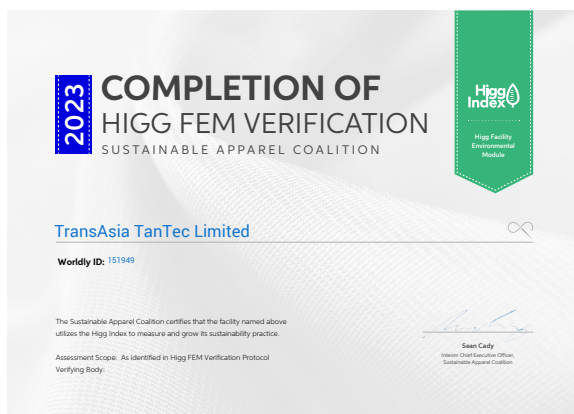 2023
COMPLETION OF
HIGG FEM VERIFICATION
SUSTAINABLE APPAREL COALITION
Higg
Index
Higg Facility
Environmental
Module
TransAsia TanTec Limited
Worldly ID: 151949
The Sustainable Apparel Coalition certifies that the facility named above
utilizes the Higg Index to measure and grow its sustainability practice.
Assessment Scope: As identified in Higg FEM Verification Protocol
Verifying Body:
Sean Cady
Interim Chief Executive Officer,
Sustainable Apparel Coalition